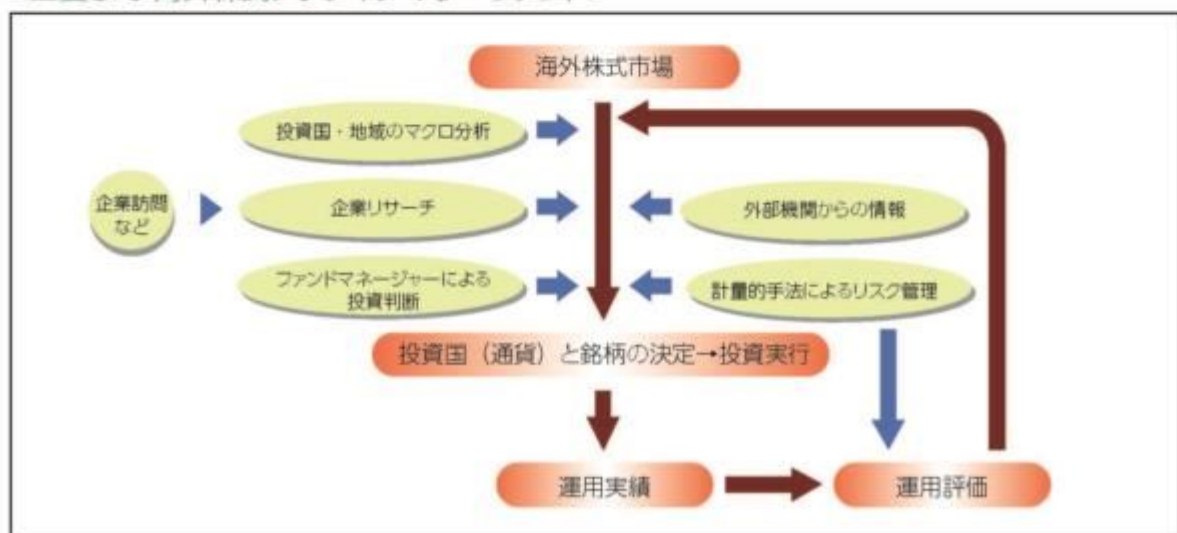 海外株式市場
投資国・地域のマクロ分析
企業訪問
など
企業リサーチ
外部機関からの情報
ファンドマネージャーによる
投資判断
計量的手法によるリスク管理
投資国（通貨）と銘柄の決定→投資実行
運用実績
運用評価